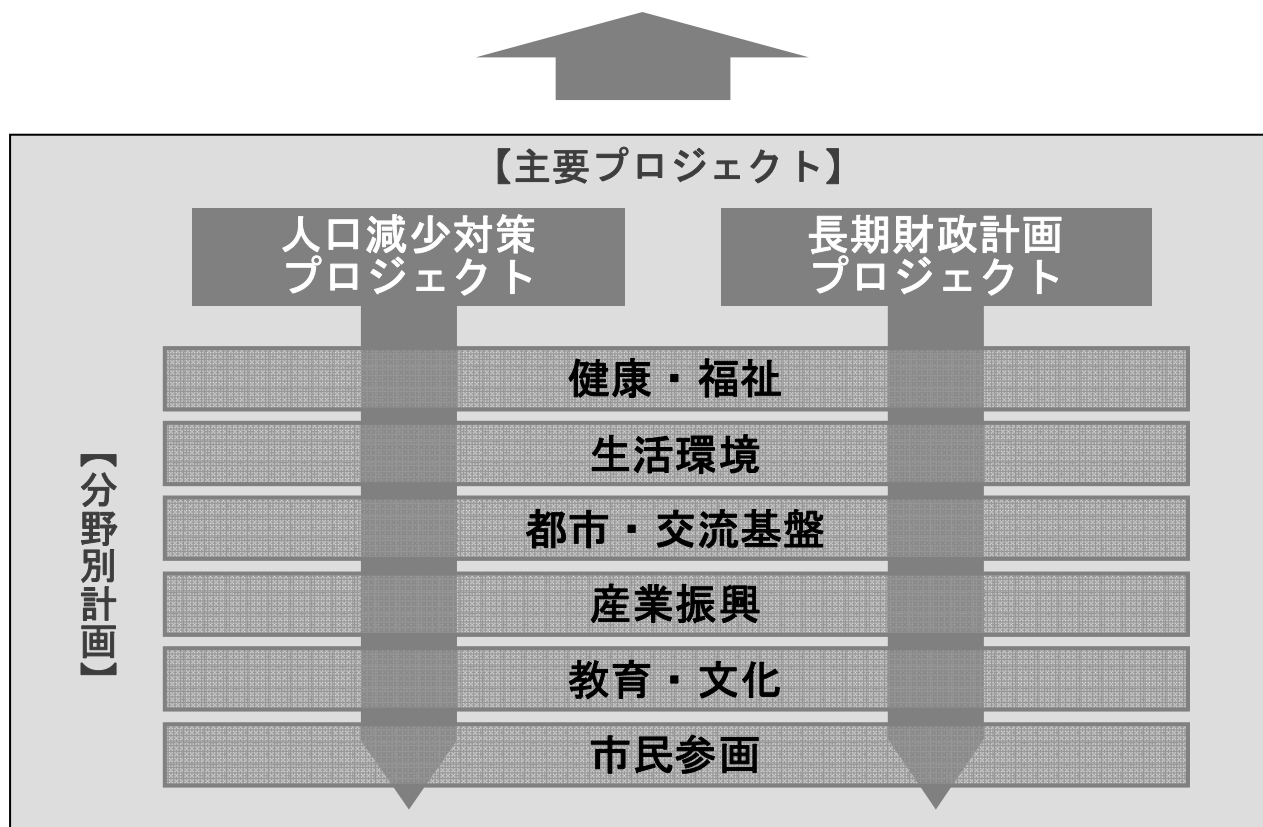 【主要プロジェクト】
人口減少対策
プロジェクト
長期財政計画
プロジェクト
【分野別計画】
健康・福祉
生活環境
都市・交流基盤
産業振興
教育・文化
市民参画